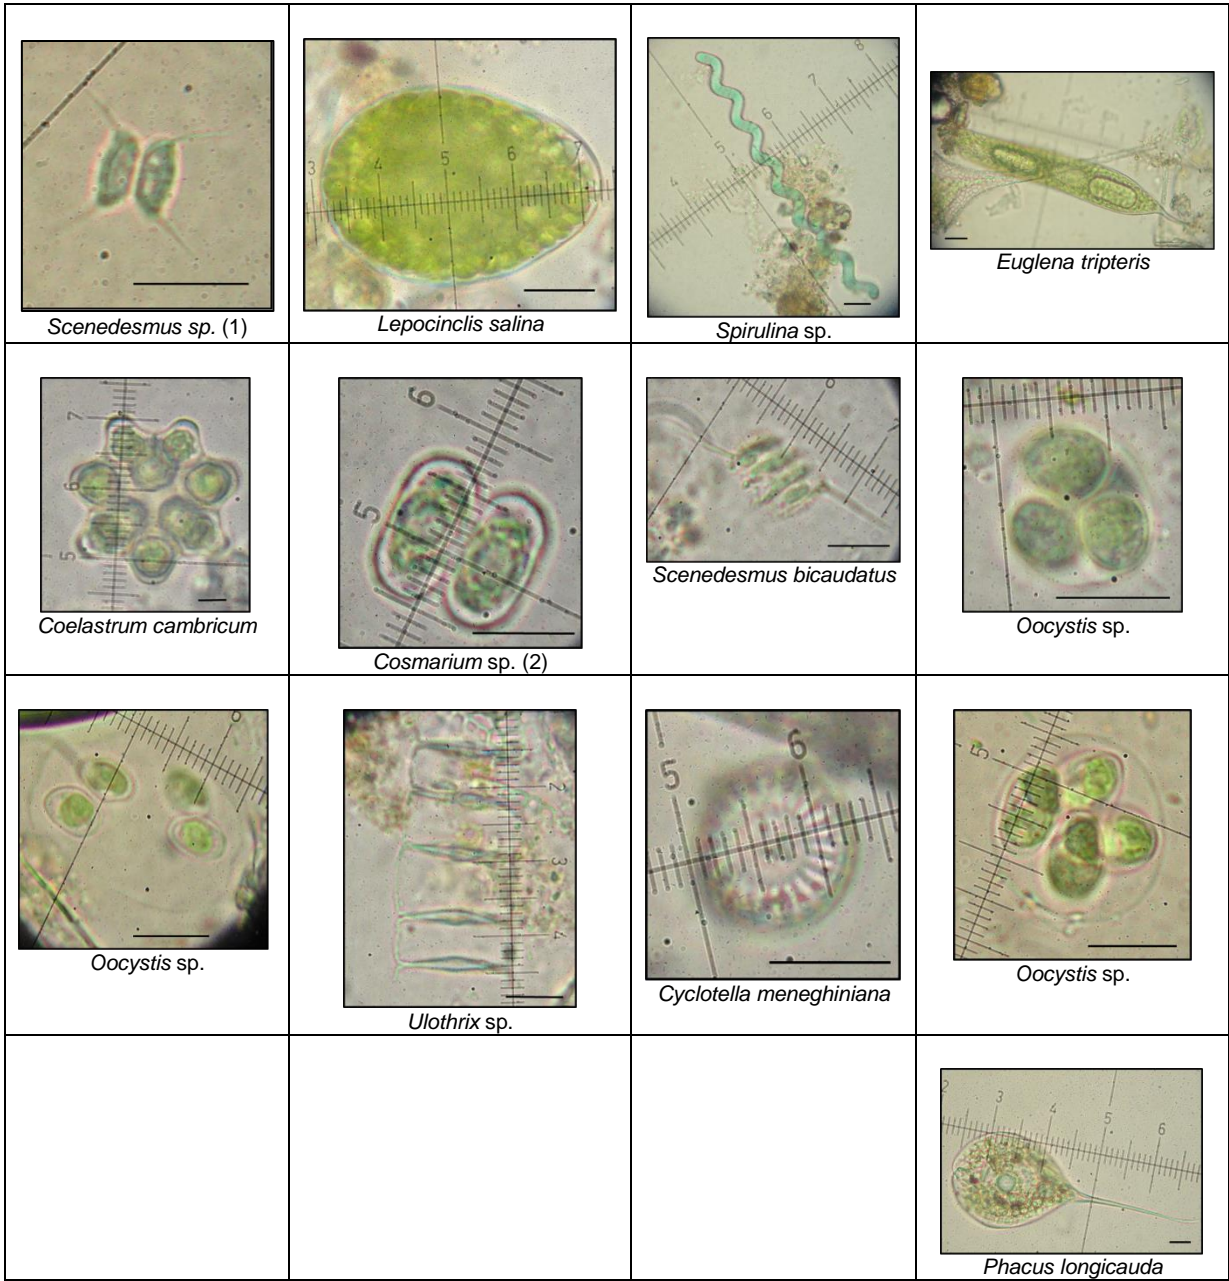 Scenedesmus sp. (1)
Lepocinclis salina
Spirulina sp.
Euglena tripteris
Coelastrum cambricum
Cosmarium sp. (2)
Scenedesmus bicaudatus
Oocystis sp.
Oocystis sp.
Ulothrix sp.
Cyclotella meneghiniana
Oocystis sp.
Phacus longicauda